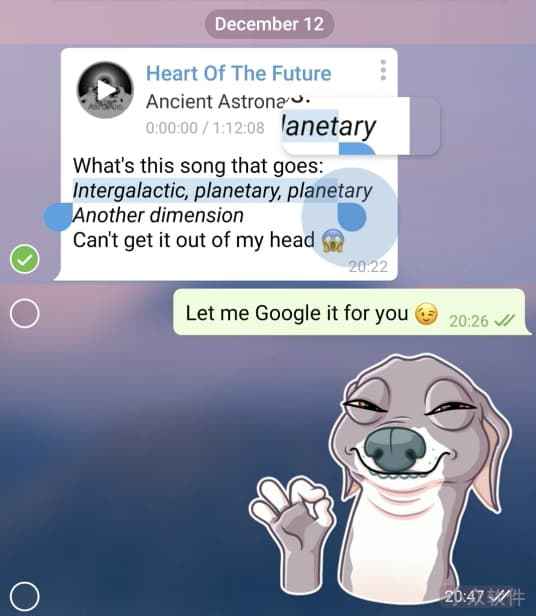 December 12
Heart Of The Future
Ancient Astrona
0:00:00 / 1:12:08
lanetary
What's this song that goes:
Intergalactic, planetary, planetary
Another dimension
Can't get it out of my head 😱
20:22
Let me Google it for you 😉 20:26
20:47
软件